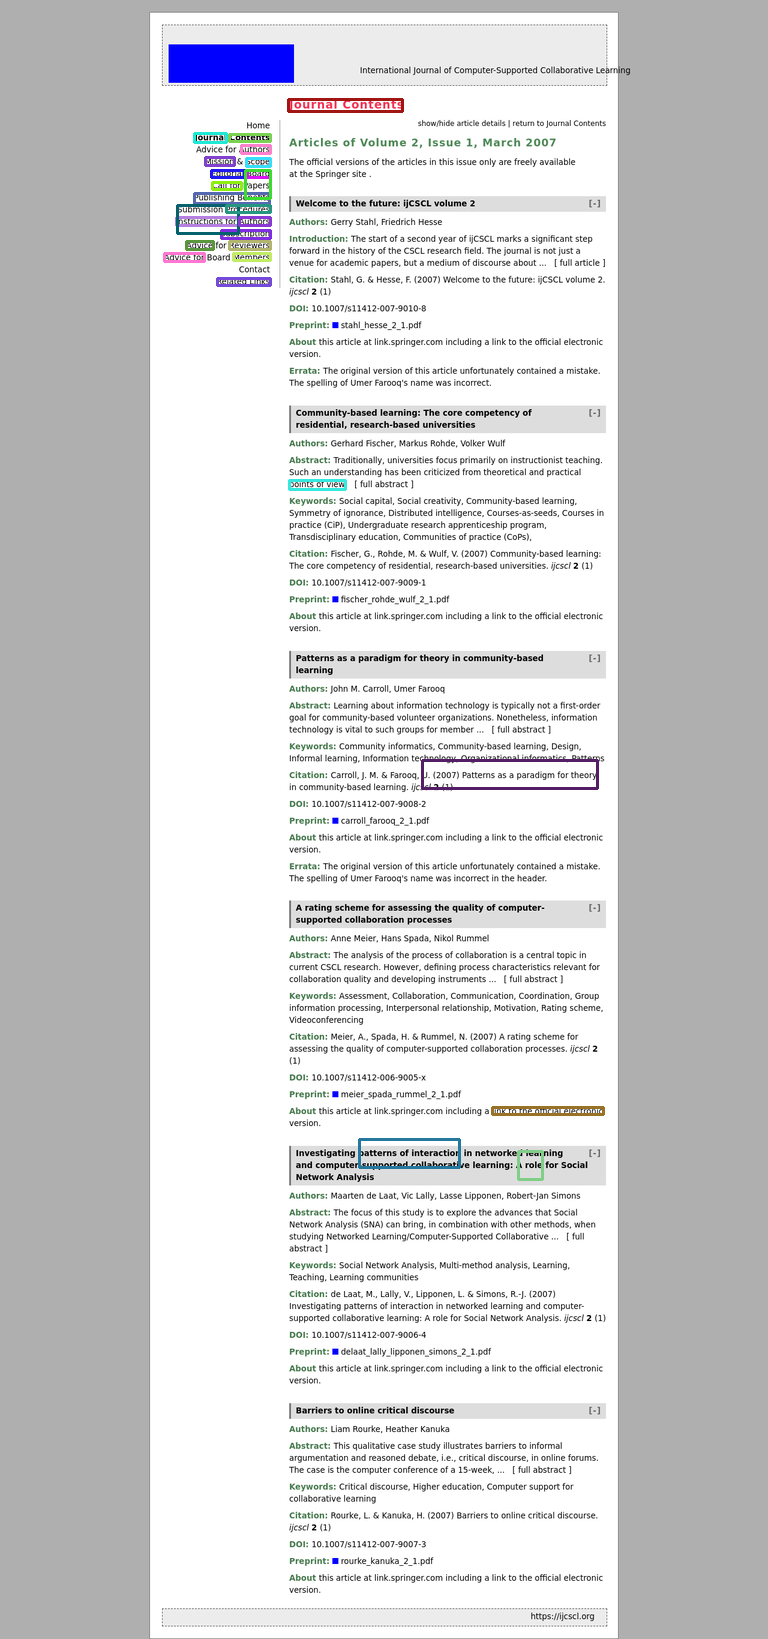 International Journal of Computer-Supported Collaborative Learning
Journal Contents
show/hide article details | return to Journal Contents
Home
Journal Contents
Advice for Authors
Mission & Scope
Editorial Board
Call for Papers
Publishing Benefits
Submission Procedures
Instructions for Authors
Subscription
Advice for Reviewers
Advice for Board Members
Contact
Related Links
Articles of Volume 2, Issue 1, March 2007
The official versions of the articles in this issue only are freely available
at the Springer site .
Welcome to the future: ijCSCL volume 2 [-]
Authors: Gerry Stahl, Friedrich Hesse
Introduction: The start of a second year of ijCSCL marks a significant step
forward in the history of the CSCL research field. The journal is not just a
venue for academic papers, but a medium of discourse about ... [ full article ]
Citation: Stahl, G. & Hesse, F. (2007) Welcome to the future: ijCSCL volume 2.
ijcscl 2 (1)
DOI: 10.1007/s11412-007-9010-8
Preprint: stahl_hesse_2_1.pdf
About this article at link.springer.com including a link to the official electronic
version.
Errata: The original version of this article unfortunately contained a mistake.
The spelling of Umer Farooq's name was incorrect.
Community-based learning: The core competency of [-]
residential, research-based universities
Authors: Gerhard Fischer, Markus Rohde, Volker Wulf
Abstract: Traditionally, universities focus primarily on instructionist teaching.
Such an understanding has been criticized from theoretical and practical
points of view [ full abstract ]
Keywords: Social capital, Social creativity, Community-based learning,
Symmetry of ignorance, Distributed intelligence, Courses-as-seeds, Courses in
practice (CiP), Undergraduate research apprenticeship program,
Transdisciplinary education, Communities of practice (CoPs),
Citation: Fischer, G., Rohde, M. & Wulf, V. (2007) Community-based learning:
The core competency of residential, research-based universities. ijcscl 2 (1)
DOI: 10.1007/s11412-007-9009-1
Preprint: fischer_rohde_wulf_2_1.pdf
About this article at link.springer.com including a link to the official electronic
version.
Patterns as a paradigm for theory in community-based [-]
learning
Authors: John M. Carroll, Umer Farooq
Abstract: Learning about information technology is typically not a first-order
goal for community-based volunteer organizations. Nonetheless, information
technology is vital to such groups for member ... [ full abstract ]
Keywords: Community informatics, Community-based learning, Design,
Informal learning, Information technology, Organizational informatics, Patterns
Citation: Carroll, J. M. & Farooq, U. (2007) Patterns as a paradigm for theory
in community-based learning. ijcscl 2 (1)
DOI: 10.1007/s11412-007-9008-2
Preprint: carroll_farooq_2_1.pdf
About this article at link.springer.com including a link to the official electronic
version.
Errata: The original version of this article unfortunately contained a mistake.
The spelling of Umer Farooq's name was incorrect in the header.
A rating scheme for assessing the quality of computer- [-]
supported collaboration processes
Authors: Anne Meier, Hans Spada, Nikol Rummel
Abstract: The analysis of the process of collaboration is a central topic in
current CSCL research. However, defining process characteristics relevant for
collaboration quality and developing instruments ... [ full abstract ]
Keywords: Assessment, Collaboration, Communication, Coordination, Group
information processing, Interpersonal relationship, Motivation, Rating scheme,
Videoconferencing
Citation: Meier, A., Spada, H. & Rummel, N. (2007) A rating scheme for
assessing the quality of computer-supported collaboration processes. ijcscl 2
(1)
DOI: 10.1007/s11412-006-9005-x
Preprint: meier_spada_rummel_2_1.pdf
About this article at link.springer.com including a link to the official electronic
version.
Investigating patterns of interaction in networked learning [-]
and computer-supported collaborative learning: A role for Social
Network Analysis
Authors: Maarten de Laat, Vic Lally, Lasse Lipponen, Robert-Jan Simons
Abstract: The focus of this study is to explore the advances that Social
Network Analysis (SNA) can bring, in combination with other methods, when
studying Networked Learning/Computer-Supported Collaborative ... [ full
abstract ]
Keywords: Social Network Analysis, Multi-method analysis, Learning,
Teaching, Learning communities
Citation: de Laat, M., Lally, V., Lipponen, L. & Simons, R.-J. (2007)
Investigating patterns of interaction in networked learning and computer-
supported collaborative learning: A role for Social Network Analysis. ijcscl 2 (1)
DOI: 10.1007/s11412-007-9006-4
Preprint: delaat_lally_lipponen_simons_2_1.pdf
About this article at link.springer.com including a link to the official electronic
version.
Barriers to online critical discourse [-]
Authors: Liam Rourke, Heather Kanuka
Abstract: This qualitative case study illustrates barriers to informal
argumentation and reasoned debate, i.e., critical discourse, in online forums.
The case is the computer conference of a 15-week, ... [ full abstract ]
Keywords: Critical discourse, Higher education, Computer support for
collaborative learning
Citation: Rourke, L. & Kanuka, H. (2007) Barriers to online critical discourse.
ijcscl 2 (1)
DOI: 10.1007/s11412-007-9007-3
Preprint: rourke_kanuka_2_1.pdf
About this article at link.springer.com including a link to the official electronic
version.
https://ijcscl.org